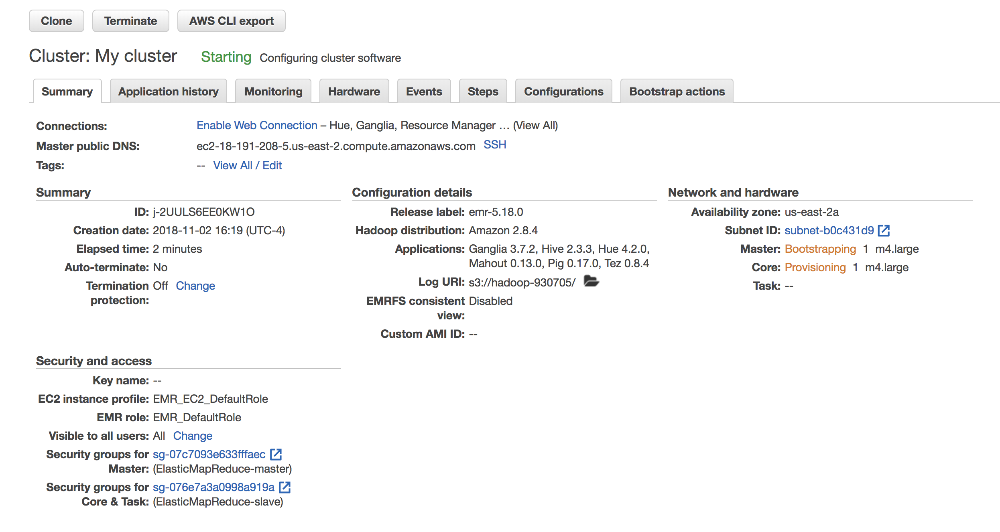 Clone Terminate AWS CLI export
Cluster: My cluster Starting Configuring cluster software
Summary Application history Monitoring Hardware Events Steps Configurations Bootstrap actions
Connections: Enable Web Connection – Hue, Ganglia, Resource Manager … (View All)
Master public DNS: ec2-18-191-208-5.us-east-2.compute.amazonaws.com SSH
Tags: -- View All / Edit
Summary
ID: j-2UULS6EE0KW1O
Creation date: 2018-11-02 16:19 (UTC-4)
Elapsed time: 2 minutes
Auto-terminate: No
Termination Off Change
protection:
Configuration details
Release label: emr-5.18.0
Hadoop distribution: Amazon 2.8.4
Applications: Ganglia 3.7.2, Hive 2.3.3, Hue 4.2.0,
Mahout 0.13.0, Pig 0.17.0, Tez 0.8.4
Log URI: s3://hadoop-930705/
EMRFS consistent Disabled
view:
Custom AMI ID: --
Network and hardware
Availability zone: us-east-2a
Subnet ID: subnet-b0c431d9
Master: Bootstrapping 1 m4.large
Core: Provisioning 1 m4.large
Task: --
Security and access
Key name: --
EC2 instance profile: EMR_EC2_DefaultRole
EMR role: EMR_DefaultRole
Visible to all users: All Change
Security groups for sg-07c7093e633fffaec
Master: (ElasticMapReduce-master)
Security groups for sg-076e7a3a0998a919a
Core & Task: (ElasticMapReduce-slave)